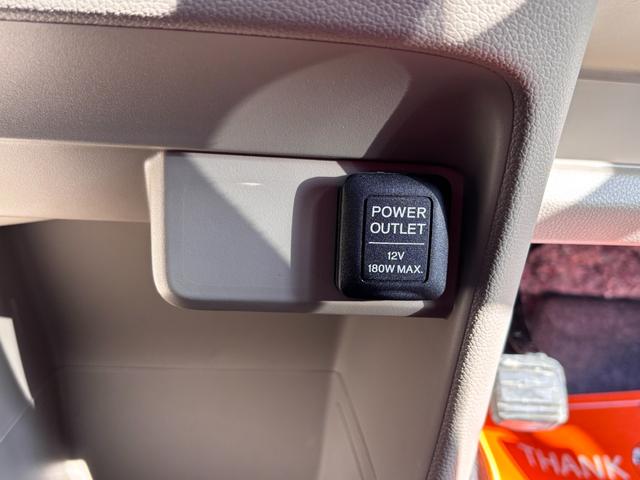 POWER
OUTLET
12V
180W MAX.
THANK